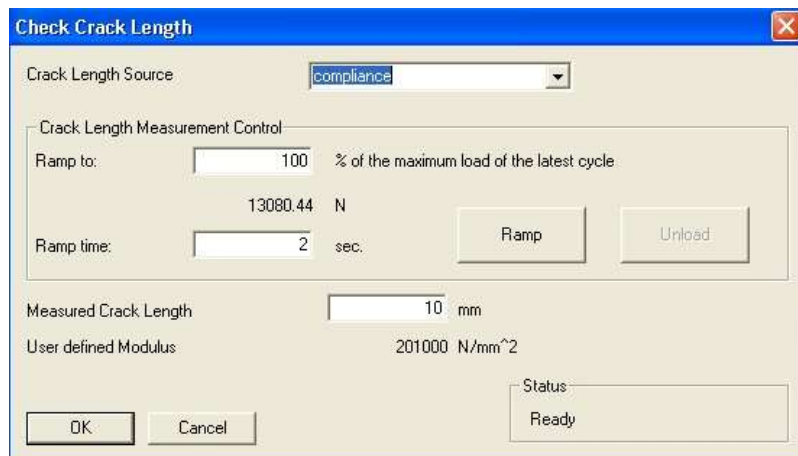 Check Crack Length
Crack Length Source compliance
Crack Length Measurement Control
Ramp to: 100 % of the maximum load of the latest cycle
13080.44 N
Ramp time: 2 sec. Ramp Unload
Measured Crack Length 10 mm
User defined Modulus 201000 N/mm^2
Status
OK Cancel Ready